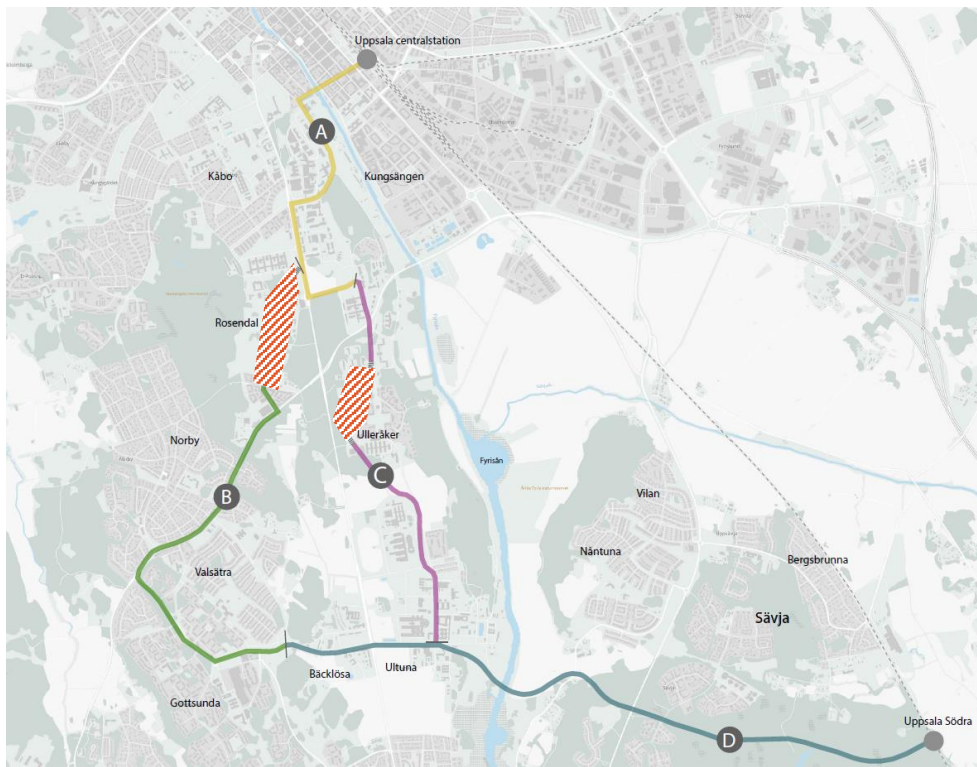 Uppsala centralstation
A
Kåbo
Kungsängen
Rosendal
Norby
Ulleråker
C
B
Fyrisån
Vilan
Nåntuna
Bergsbrunna
Valsätra
Sävja
Bäcklösa
Ultuna
Gottsunda
Uppsala Södra
D